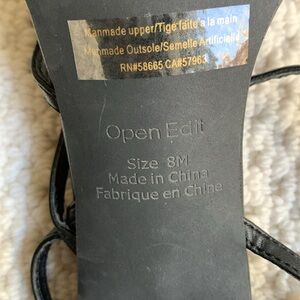 Manmade upper/Tige faite a la main
Manmade Outsole/Semelle Artificielle
RN#58665 CA#57963
Open Edit
Size 8M
Made in China
Fabrique en Chine